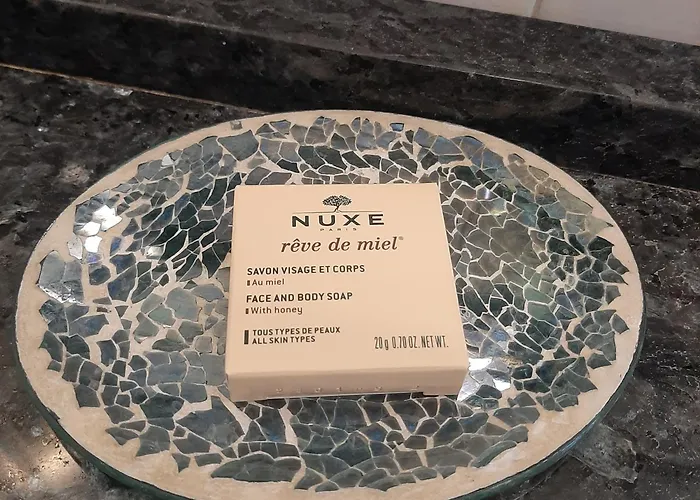 NUXE
PARIS
rêve de miel®
SAVON VISAGE ET CORPS
Au miel
FACE AND BODY SOAP
With honey
TOUS TYPES DE PEAUX
ALL SKIN TYPES
20g 0.70 OZ. NET WT.